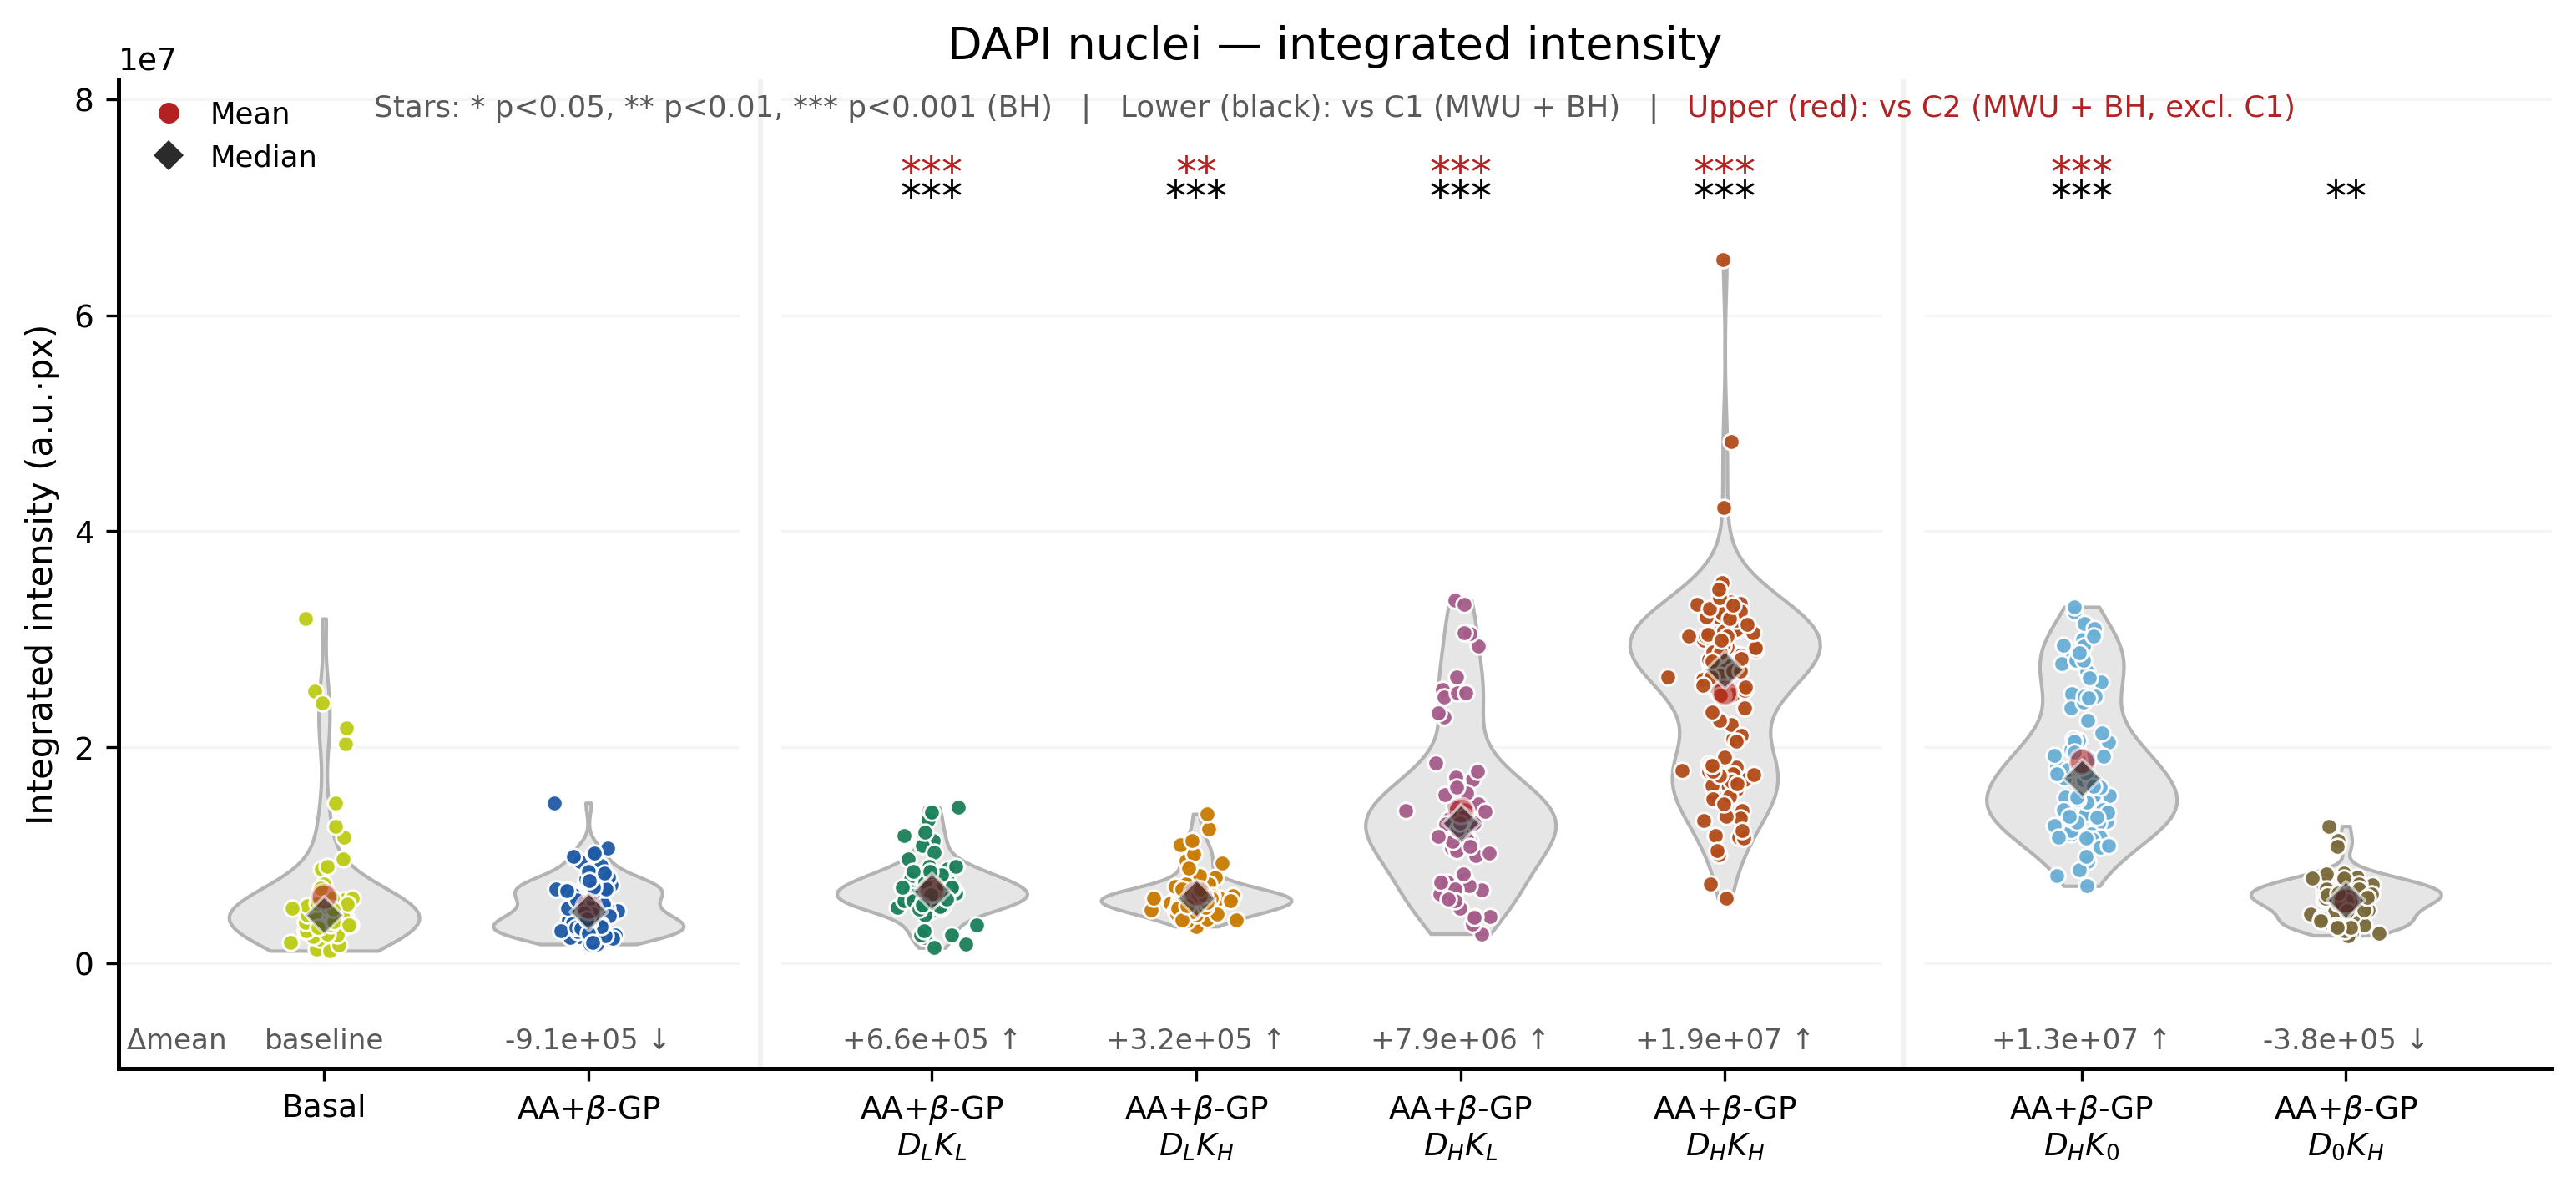 DAPI nuclei — integrated intensity
1e7
Stars: * p<0.05, ** p<0.01, *** p<0.001 (BH) | Lower (black): vs C1 (MWU + BH) | Upper (red): vs C2 (MWU + BH, excl. C1)
Mean
Median
*** ** *** *** ***
*** *** *** *** *** **
Integrated intensity (a.u.·px)
8
6
4
2
0
Δmean baseline -9.1e+05 ↓ +6.6e+05 ↑ +3.2e+05 ↑ +7.9e+06 ↑ +1.9e+07 ↑ +1.3e+07 ↑ -3.8e+05 ↓
Basal AA+β-GP AA+β-GP AA+β-GP AA+β-GP AA+β-GP AA+β-GP AA+β-GP
D_LK_L D_LK_H D_HK_L D_HK_H D_HK_0 D_0K_H